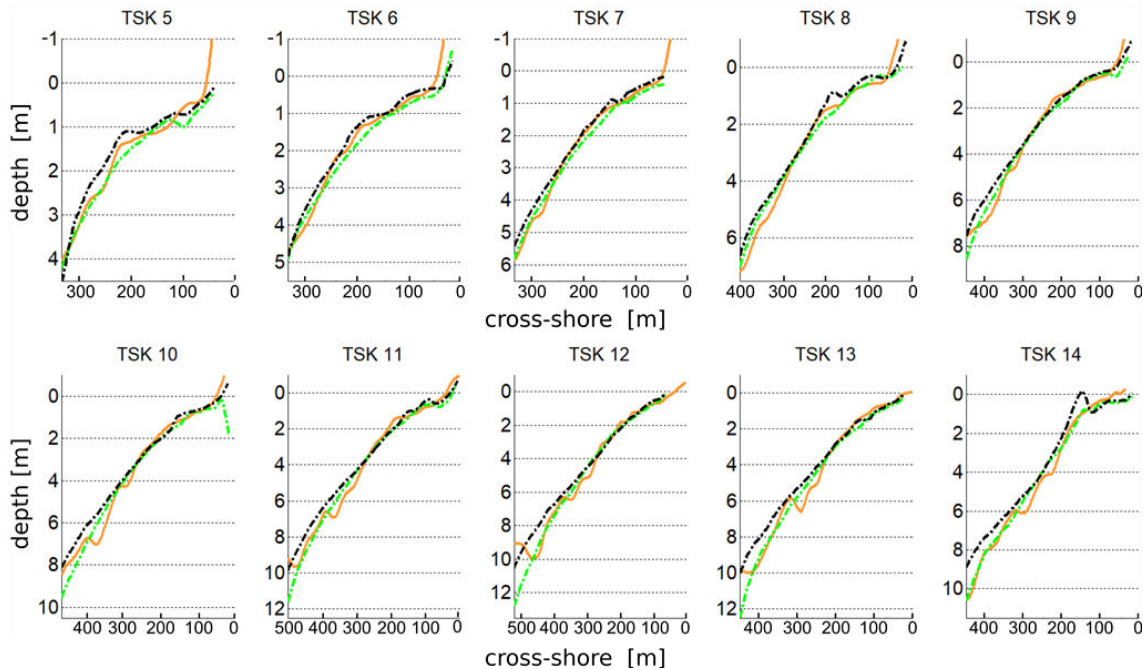 TSK 5 TSK 6 TSK 7 TSK 8 TSK 9
-1 -1 -1
0 0 0 0 0
1 1 1 2 2
2 2 2 4 4
3 3 3 6 6
4 4 4 8
5 5
6
depth [m]
300 200 100 0 300 200 100 0 300 200 100 0 400 300 200 100 0 400 300 200 100 0
cross-shore [m]
TSK 10 TSK 11 TSK 12 TSK 13 TSK 14
0 0 0 0 0
2 2 2 2 2
4 4 4 4 4
6 6 6 6 6
8 8 8 8 8
10 10 10 10 10
12 12 12
depth [m]
400 300 200 100 0 500 400 300 200 100 0 500 400 300 200 100 0 400 300 200 100 0 400 300 200 100 0
cross-shore [m]